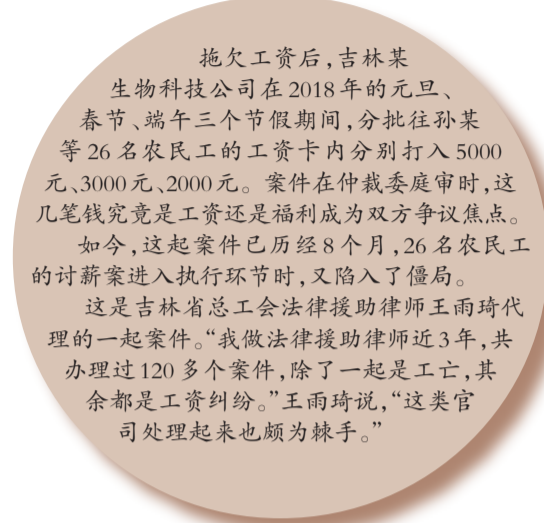 拖欠工资后,吉林某
生物科技公司在2018年的元旦、
春节、端午三个节假期间,分批往孙某
等26名农民工的工资卡内分别打入5000
元、3000元、2000元。案件在仲裁委庭审时,这
几笔钱究竟是工资还是福利成为双方争议焦点。
如今,这起案件已历经8个月,26名农民工
的讨薪案进入执行环节时,又陷入了僵局。
这是吉林省总工会法律援助律师王雨琦代
理的一起案件。“我做法律援助律师近3年,共
办理过120多个案件,除了一起是工亡,其
余都是工资纠纷。”王雨琦说,“这类官
司处理起来也颇为棘手。”